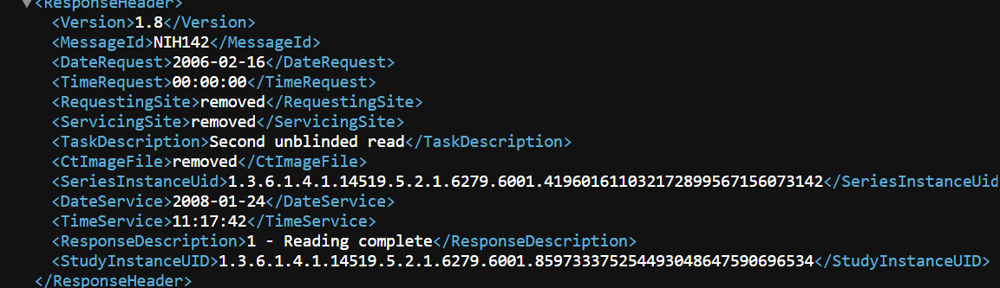 ▼<ResponseHeader>
<Version>1.8</Version>
<MessageId>NIH142</MessageId>
<DateRequest>2006-02-16</DateRequest>
<TimeRequest>00:00:00</TimeRequest>
<RequestingSite>removed</RequestingSite>
<ServicingSite>removed</ServicingSite>
<TaskDescription>Second unblinded read</TaskDescription>
<CtImageFile>removed</CtImageFile>
<SeriesInstanceUid>1.3.6.1.4.1.14519.5.2.1.6279.6001.419601611032172899567156073142</SeriesInstanceUid
<DateService>2008-01-24</DateService>
<TimeService>11:17:42</TimeService>
<ResponseDescription>1 - Reading complete</ResponseDescription>
<StudyInstanceUID>1.3.6.1.4.1.14519.5.2.1.6279.6001.859733375254493048647590696534</StudyInstanceUID>
</ResponseHeader>